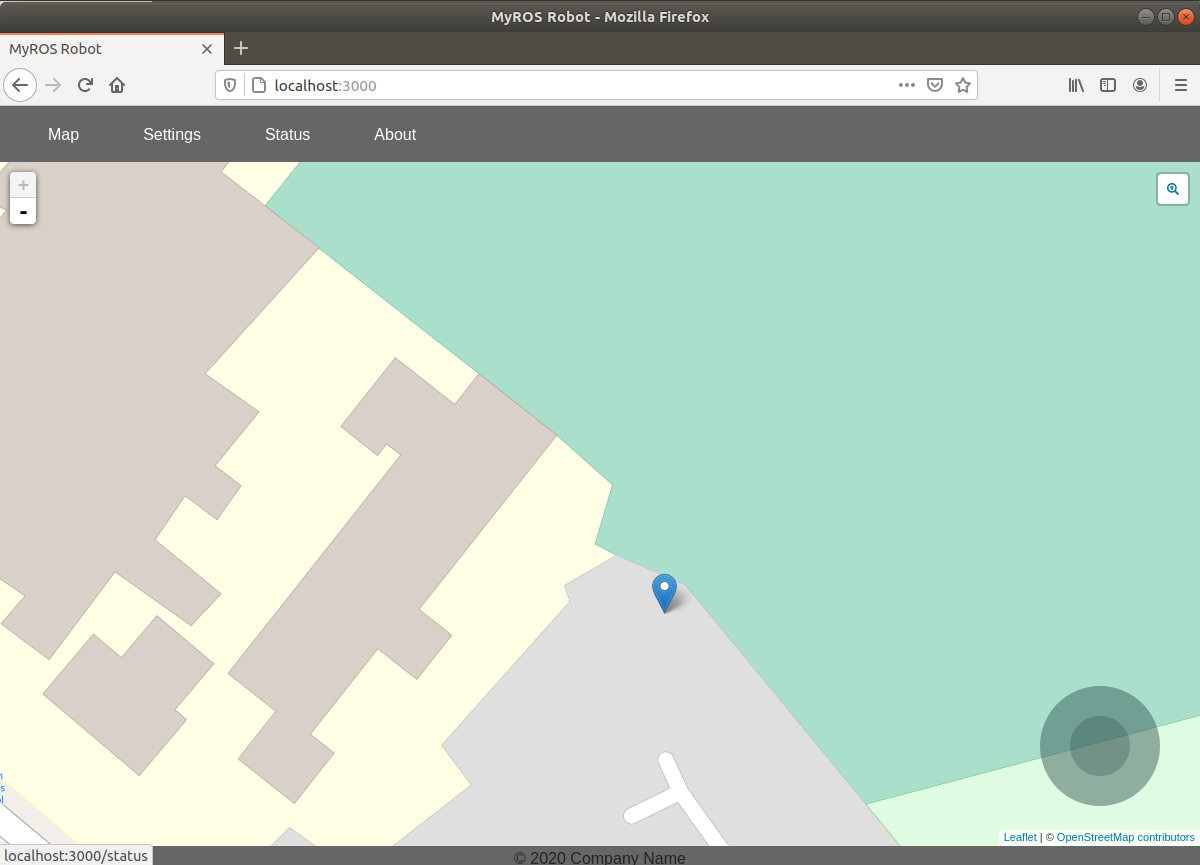 MyROS Robot - Mozilla Firefox
MyROS Robot
localhost:3000
Map Settings Status About
+
-
Leaflet | © OpenStreetMap contributors
localhost:3000/status
© 2020 Company Name